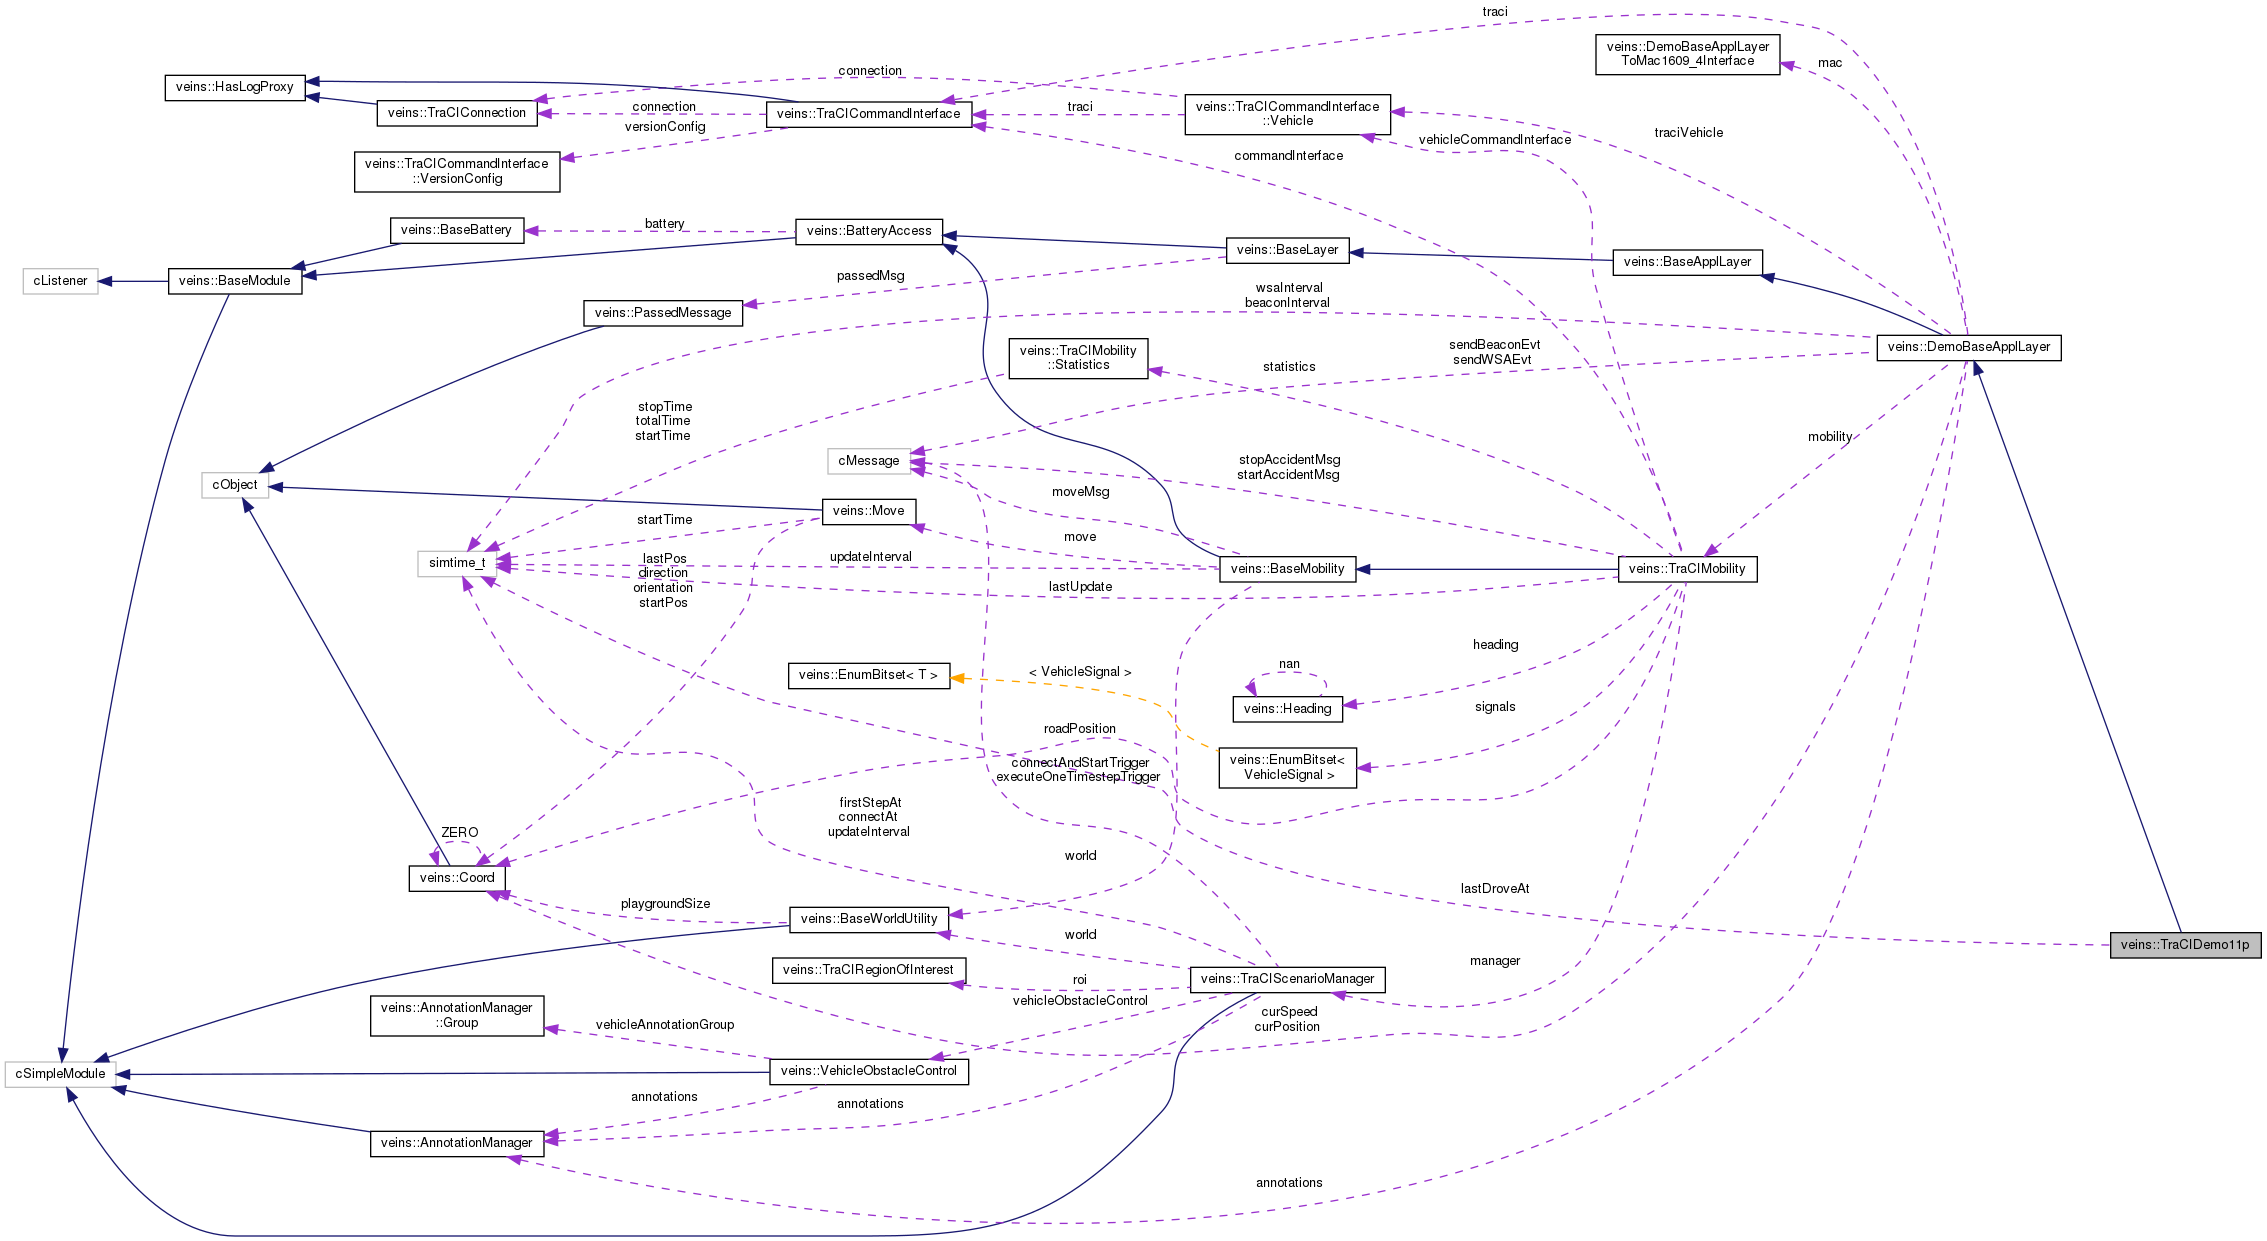 traci
veins::DemoBaseApplLayer
ToMac1609_4Interface
mac
connection
veins::HasLogProxy
veins::TraCIConnection
connection
veins::TraCICommandInterface
traci
veins::TraCICommandInterface
::Vehicle
versionConfig
traciVehicle
vehicleCommandInterface
commandInterface
veins::TraCICommandInterface
::VersionConfig
veins::BaseBattery
battery
veins::BatteryAccess
veins::BaseLayer
veins::BaseApplLayer
cListener
veins::BaseModule
passedMsg
wsaInterval
beaconInterval
veins::PassedMessage
veins::TraCIMobility
::Statistics
sendBeaconEvt
sendWSAEvt
veins::DemoBaseApplLayer
statistics
stopTime
totalTime
startTime
mobility
cMessage
stopAccidentMsg
startAccidentMsg
cObject
moveMsg
veins::Move
startTime
move
simtime_t
lastPos
direction
orientation
startPos
updateInterval
veins::BaseMobility
veins::TraCIMobility
lastUpdate
heading
nan
veins::EnumBitset< T >
< VehicleSignal >
veins::Heading
signals
roadPosition
connectAndStartTrigger
executeOneTimestepTrigger
veins::EnumBitset<
VehicleSignal >
firstStepAt
connectAt
updateInterval
ZERO
world
veins::Coord
lastDroveAt
playgroundSize
veins::BaseWorldUtility
world
veins::TraCIDemo11p
veins::TraCIRegionOfInterest
roi
veins::TraCIScenarioManager
manager
vehicleObstacleControl
veins::AnnotationManager
::Group
vehicleAnnotationGroup
curSpeed
curPosition
cSimpleModule
veins::VehicleObstacleControl
annotations
annotations
veins::AnnotationManager
annotations